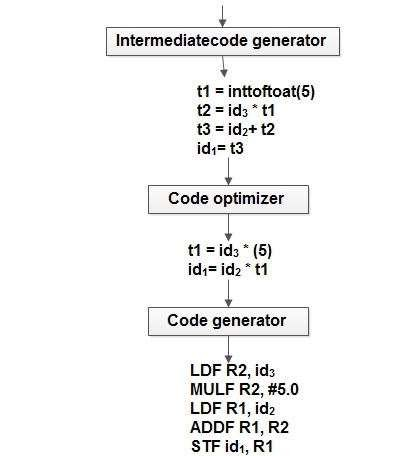 Intermediatecode generator
t1 = inttoftoat(5)
t2 = id₃ * t1
t3 = id₂+ t2
id₁= t3
Code optimizer
t1 = id₃ * (5)
id₁= id₂ * t1
Code generator
LDF R2, id₃
MULF R2, #5.0
LDF R1, id₂
ADDF R1, R2
STF id₁, R1